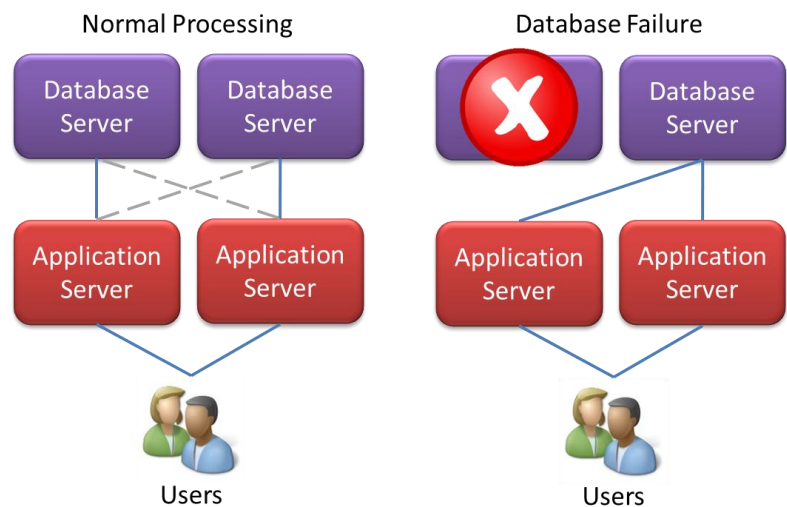 Normal Processing
Database
Server
Database
Server
Application
Server
Application
Server
Users
Database Failure
X
Database
Server
Application
Server
Application
Server
Users